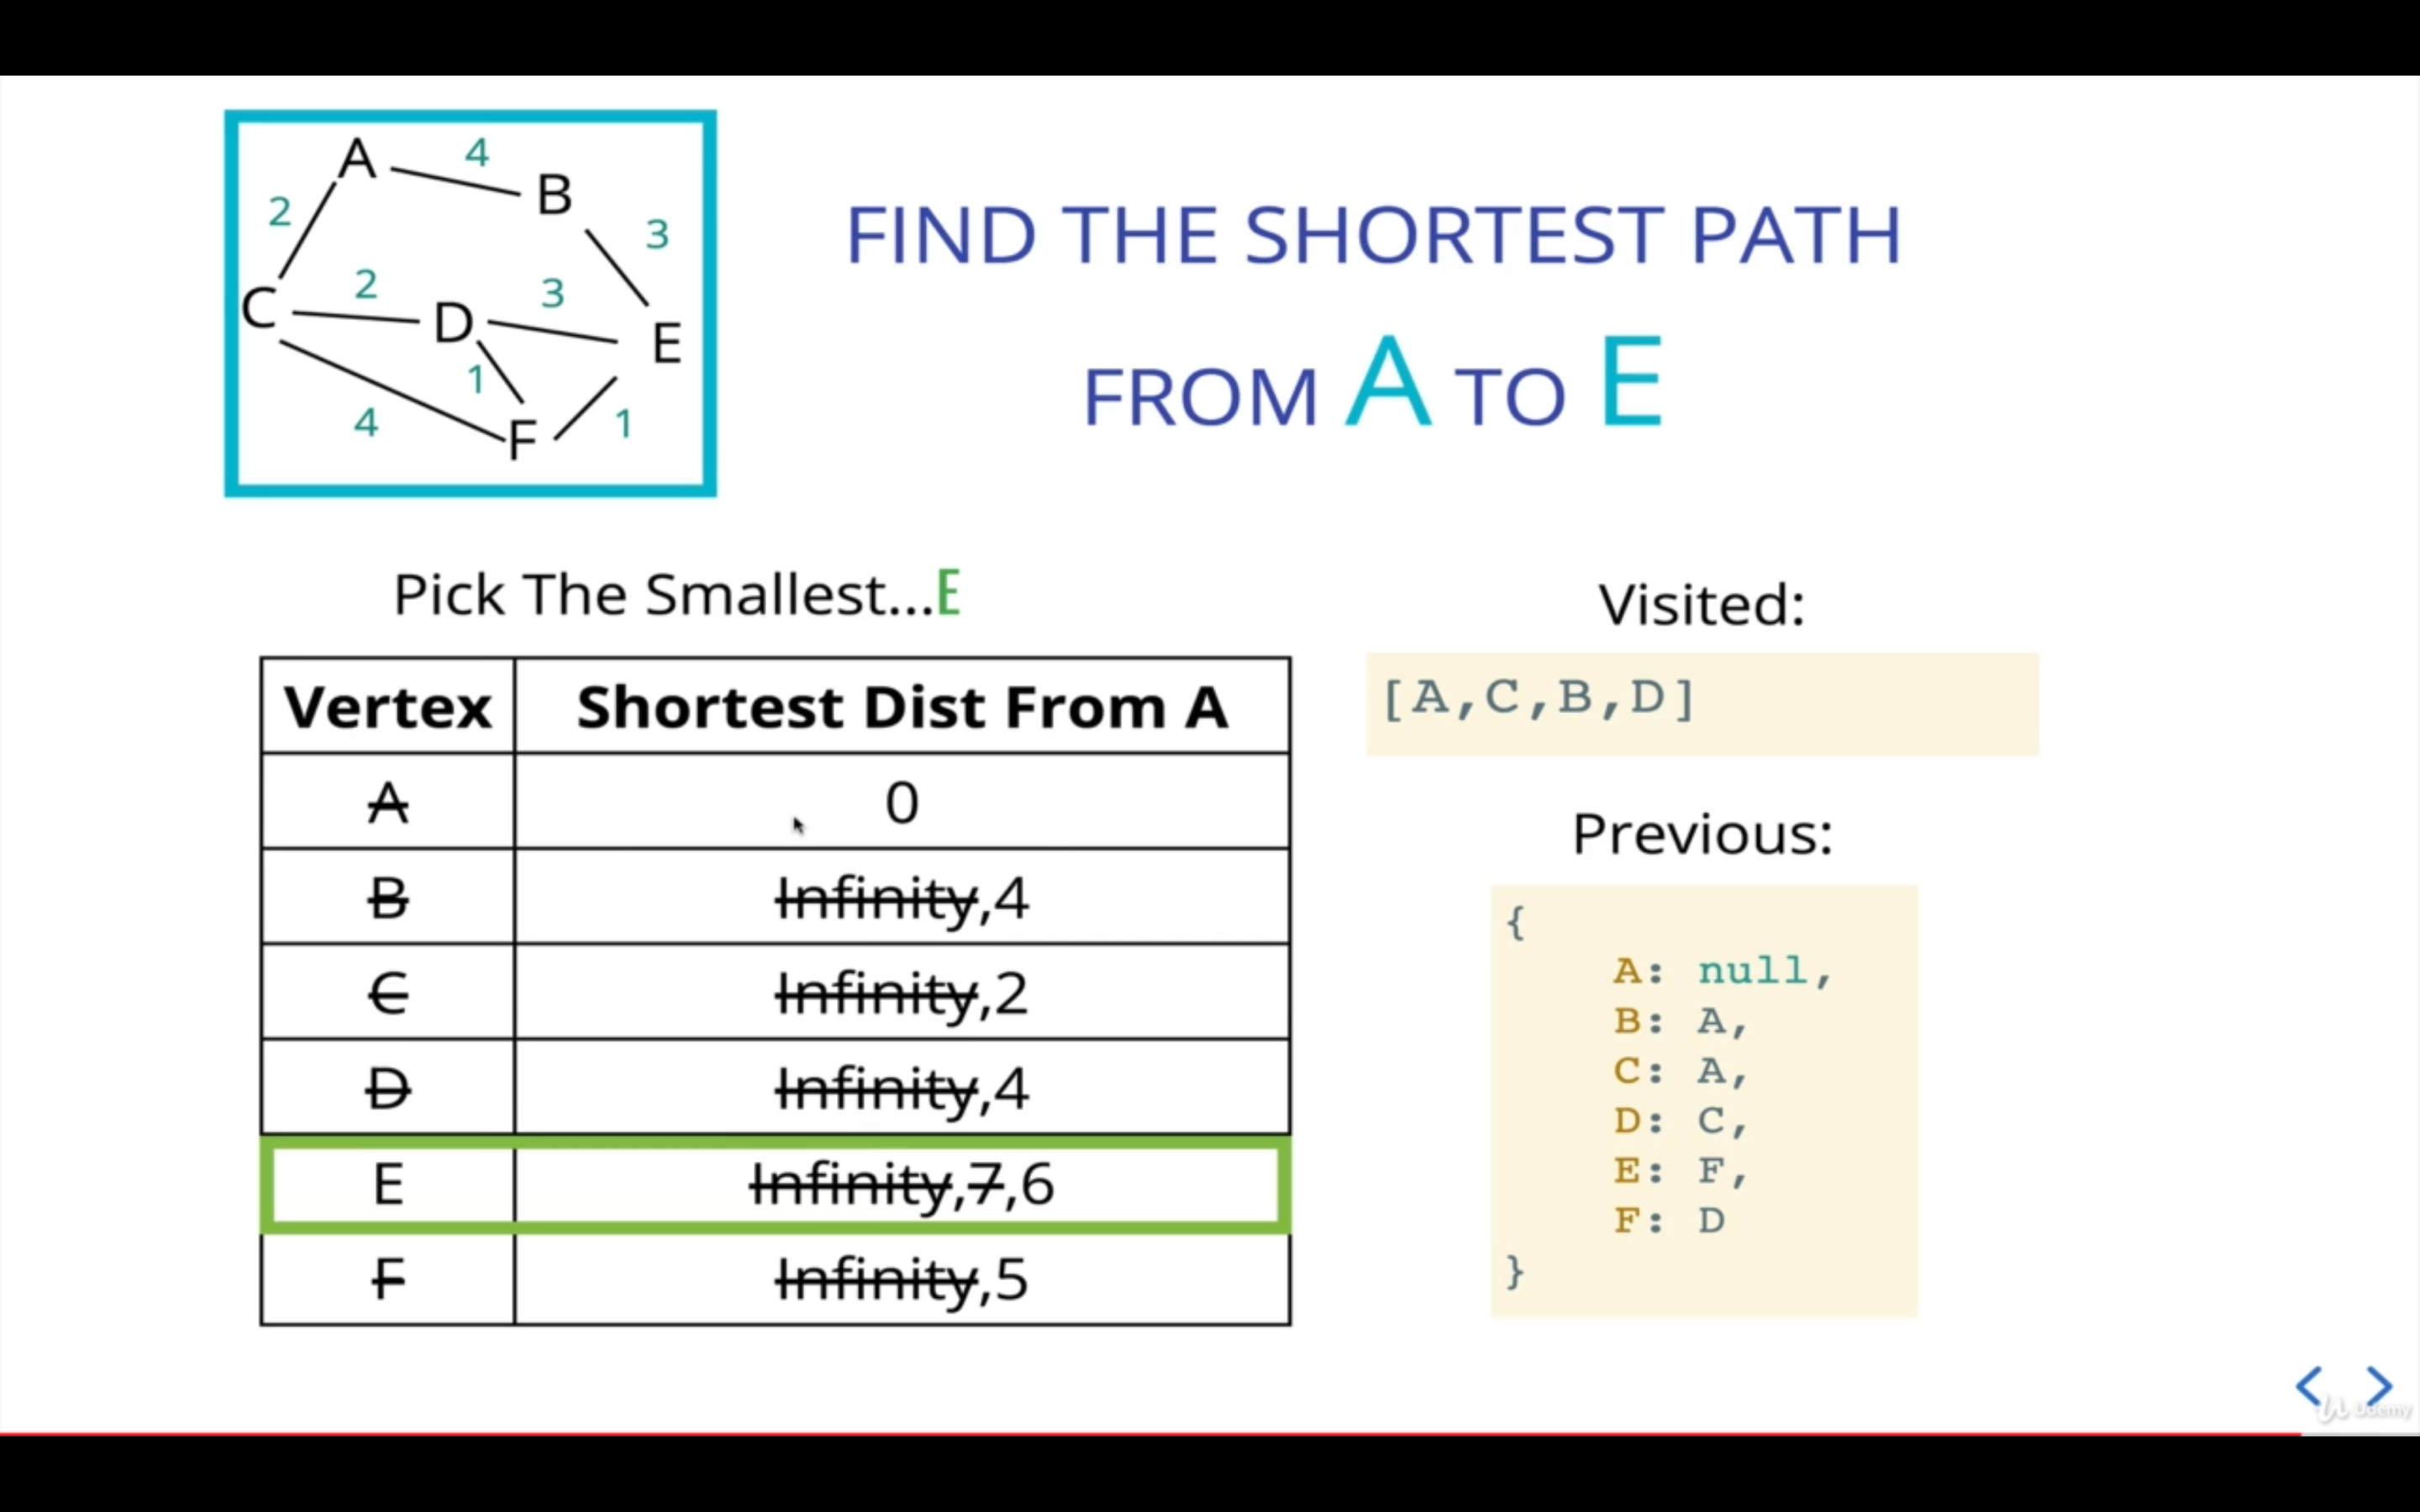 A 4 B
2 3
C 2 D 3 E
1
4 F 1
FIND THE SHORTEST PATH
FROM A TO E
Pick The Smallest...E
Vertex Shortest Dist From A
A 0
B Infinity,4
C Infinity,2
D Infinity,4
E Infinity,7,6
F Infinity,5
Visited:
[A,C,B,D]
Previous:
{
A: null,
B: A,
C: A,
D: C,
E: F,
F: D
}
Udemy